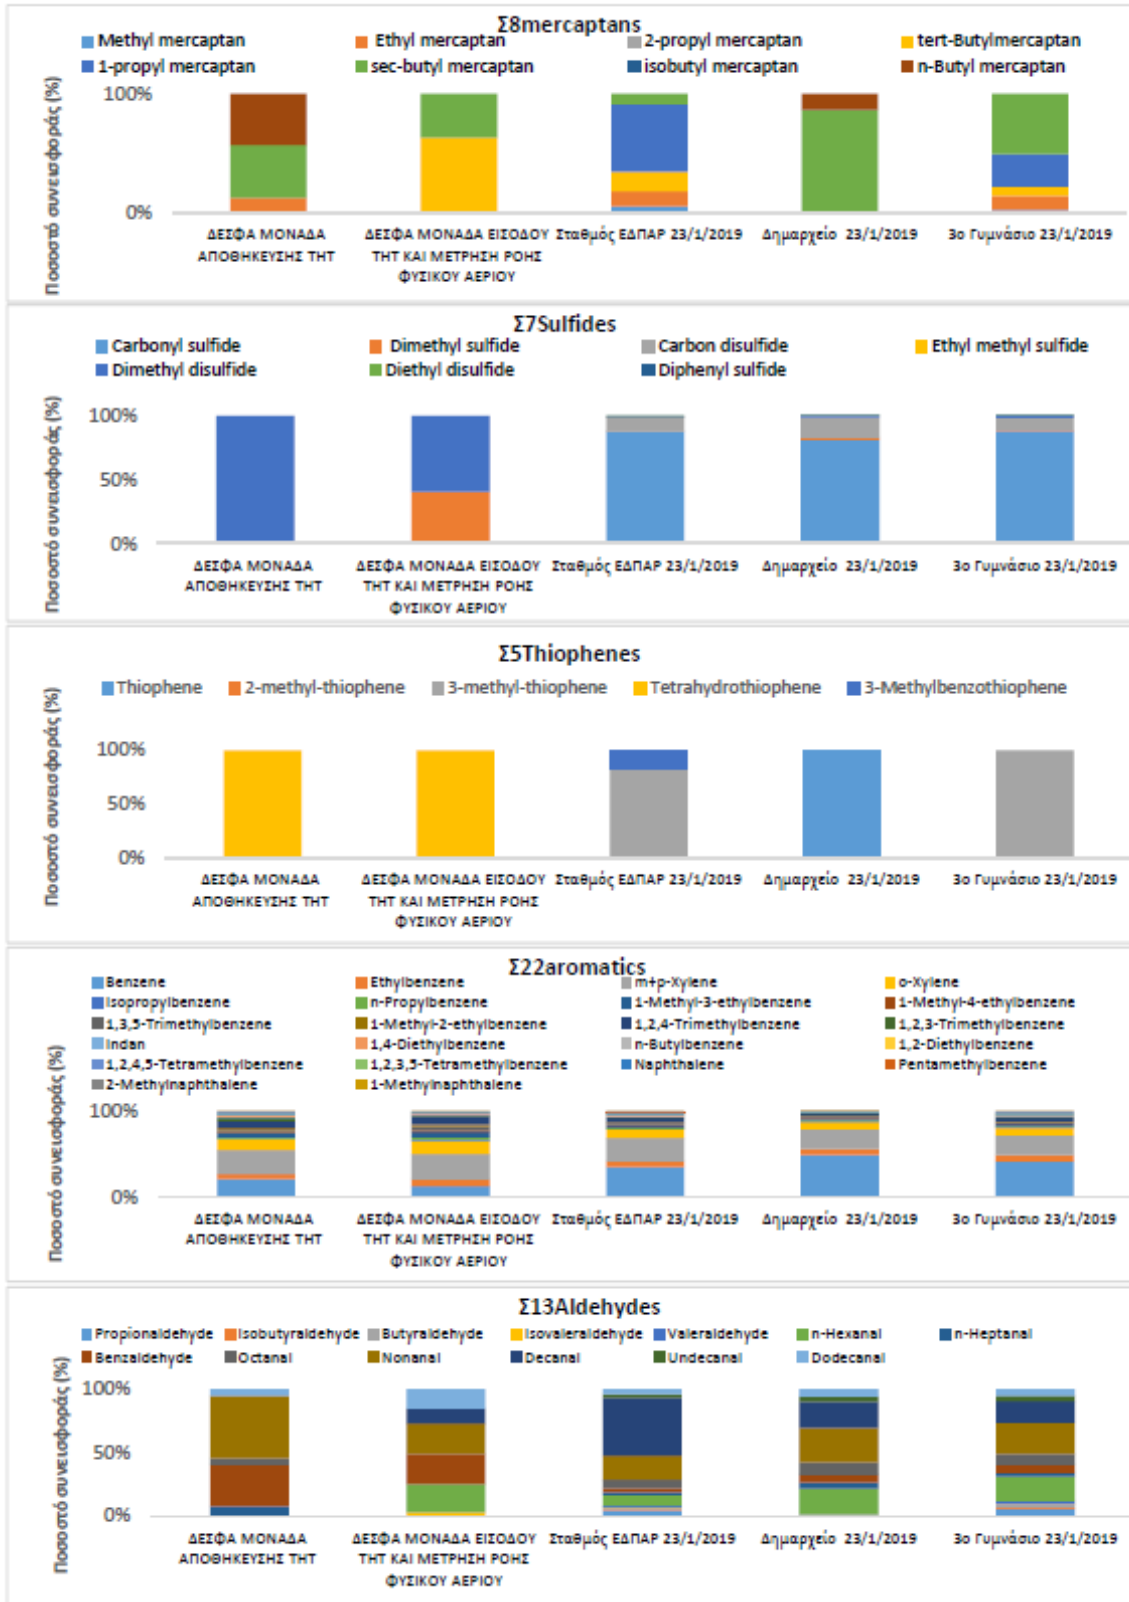 Σ8mercaptans
Methyl mercaptan Ethyl mercaptan 2-propyl mercaptan tert-Butylmercaptan
1-propyl mercaptan sec-butyl mercaptan isobutyl mercaptan n-Butyl mercaptan
Ποσοστό συνεισφοράς (%)
100%
0%
ΔΕΣΦΑ ΜΟΝΑΔΑ ΔΕΣΦΑ ΜΟΝΑΔΑ ΕΙΣΟΔΟΥ Σταθμός ΕΔΠΑΡ 23/1/2019 Δημαρχείο 23/1/2019 3ο Γυμνάσιο 23/1/2019
ΑΠΟΘΗΚΕΥΣΗΣ ΤΗΤ ΤΗΤ ΚΑΙ ΜΕΤΡΗΣΗ ΡΟΗΣ
ΦΥΣΙΚΟΥ ΑΕΡΙΟΥ
Σ7Sulfides
Carbonyl sulfide Dimethyl sulfide Carbon disulfide Ethyl methyl sulfide
Dimethyl disulfide Diethyl disulfide Diphenyl sulfide
Ποσοστό συνεισφοράς (%)
100%
50%
0%
ΔΕΣΦΑ ΜΟΝΑΔΑ ΔΕΣΦΑ ΜΟΝΑΔΑ ΕΙΣΟΔΟΥ Σταθμός ΕΔΠΑΡ 23/1/2019 Δημαρχείο 23/1/2019 3ο Γυμνάσιο 23/1/2019
ΑΠΟΘΗΚΕΥΣΗΣ ΤΗΤ ΤΗΤ ΚΑΙ ΜΕΤΡΗΣΗ ΡΟΗΣ
ΦΥΣΙΚΟΥ ΑΕΡΙΟΥ
Σ5Thiophenes
Thiophene 2-methyl-thiophene 3-methyl-thiophene Tetrahydrothiophene 3-Methylbenzothiophene
Ποσοστό συνεισφοράς (%)
100%
50%
0%
ΔΕΣΦΑ ΜΟΝΑΔΑ ΔΕΣΦΑ ΜΟΝΑΔΑ ΕΙΣΟΔΟΥ Σταθμός ΕΔΠΑΡ 23/1/2019 Δημαρχείο 23/1/2019 3ο Γυμνάσιο 23/1/2019
ΑΠΟΘΗΚΕΥΣΗΣ ΤΗΤ ΤΗΤ ΚΑΙ ΜΕΤΡΗΣΗ ΡΟΗΣ
ΦΥΣΙΚΟΥ ΑΕΡΙΟΥ
Σ22aromatics
Benzene Ethylbenzene m+p-Xylene o-Xylene
Isopropylbenzene n-Propylbenzene 1-Methyl-3-ethylbenzene 1-Methyl-4-ethylbenzene
1,3,5-Trimethylbenzene 1-Methyl-2-ethylbenzene 1,2,4-Trimethylbenzene 1,2,3-Trimethylbenzene
Indan 1,4-Diethylbenzene n-Butylbenzene 1,2-Diethylbenzene
1,2,4,5-Tetramethylbenzene 1,2,3,5-Tetramethylbenzene Naphthalene Pentamethylbenzene
2-Methylnaphthalene 1-Methylnaphthalene
Ποσοστό συνεισφοράς (%)
100%
0%
ΔΕΣΦΑ ΜΟΝΑΔΑ ΔΕΣΦΑ ΜΟΝΑΔΑ ΕΙΣΟΔΟΥ Σταθμός ΕΔΠΑΡ 23/1/2019 Δημαρχείο 23/1/2019 3ο Γυμνάσιο 23/1/2019
ΑΠΟΘΗΚΕΥΣΗΣ ΤΗΤ ΤΗΤ ΚΑΙ ΜΕΤΡΗΣΗ ΡΟΗΣ
ΦΥΣΙΚΟΥ ΑΕΡΙΟΥ
Σ13Aldehydes
Propionaldehyde Isobutyraldehyde Butyraldehyde Isovaleraldehyde Valeraldehyde n-Hexanal n-Heptanal
Benzaldehyde Octanal Nonanal Decanal Undecanal Dodecanal
Ποσοστό συνεισφοράς (%)
100%
50%
0%
ΔΕΣΦΑ ΜΟΝΑΔΑ ΔΕΣΦΑ ΜΟΝΑΔΑ ΕΙΣΟΔΟΥ Σταθμός ΕΔΠΑΡ 23/1/2019 Δημαρχείο 23/1/2019 3ο Γυμνάσιο 23/1/2019
ΑΠΟΘΗΚΕΥΣΗΣ ΤΗΤ ΤΗΤ ΚΑΙ ΜΕΤΡΗΣΗ ΡΟΗΣ
ΦΥΣΙΚΟΥ ΑΕΡΙΟΥ